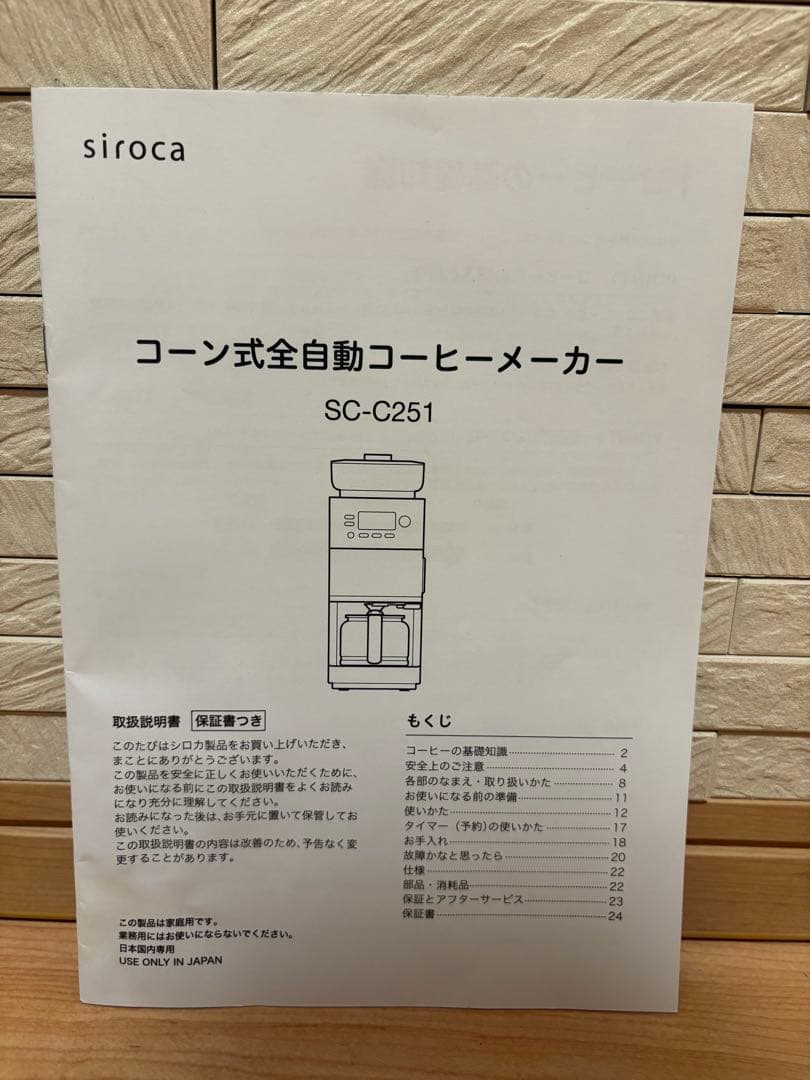 siroca
コーン式全自動コーヒーメーカー
SC-C251
取扱説明書 保証書つき
このたびはシロカ製品をお買い上げいただき、
まことにありがとうございます。
この製品を安全に正しくお使いいただくために、
お使いになる前にこの取扱説明書をよくお読み
になり充分に理解してください。
お読みになった後は、お手元に置いて保管してお
使いください。
この取扱説明書の内容は改善のため、予告なく変
更することがあります。
この製品は家庭用です。
業務用にはお使いにならないでください。
日本国内専用
USE ONLY IN JAPAN
もくじ
コーヒーの基礎知識 2
安全上のご注意 4
各部のなまえ・取り扱いかた 8
お使いになる前の準備 11
使いかた 12
タイマー（予約）の使いかた 17
お手入れ 18
故障かなと思ったら 20
仕様 22
部品・消耗品 22
保証とアフターサービス 23
保証書 24